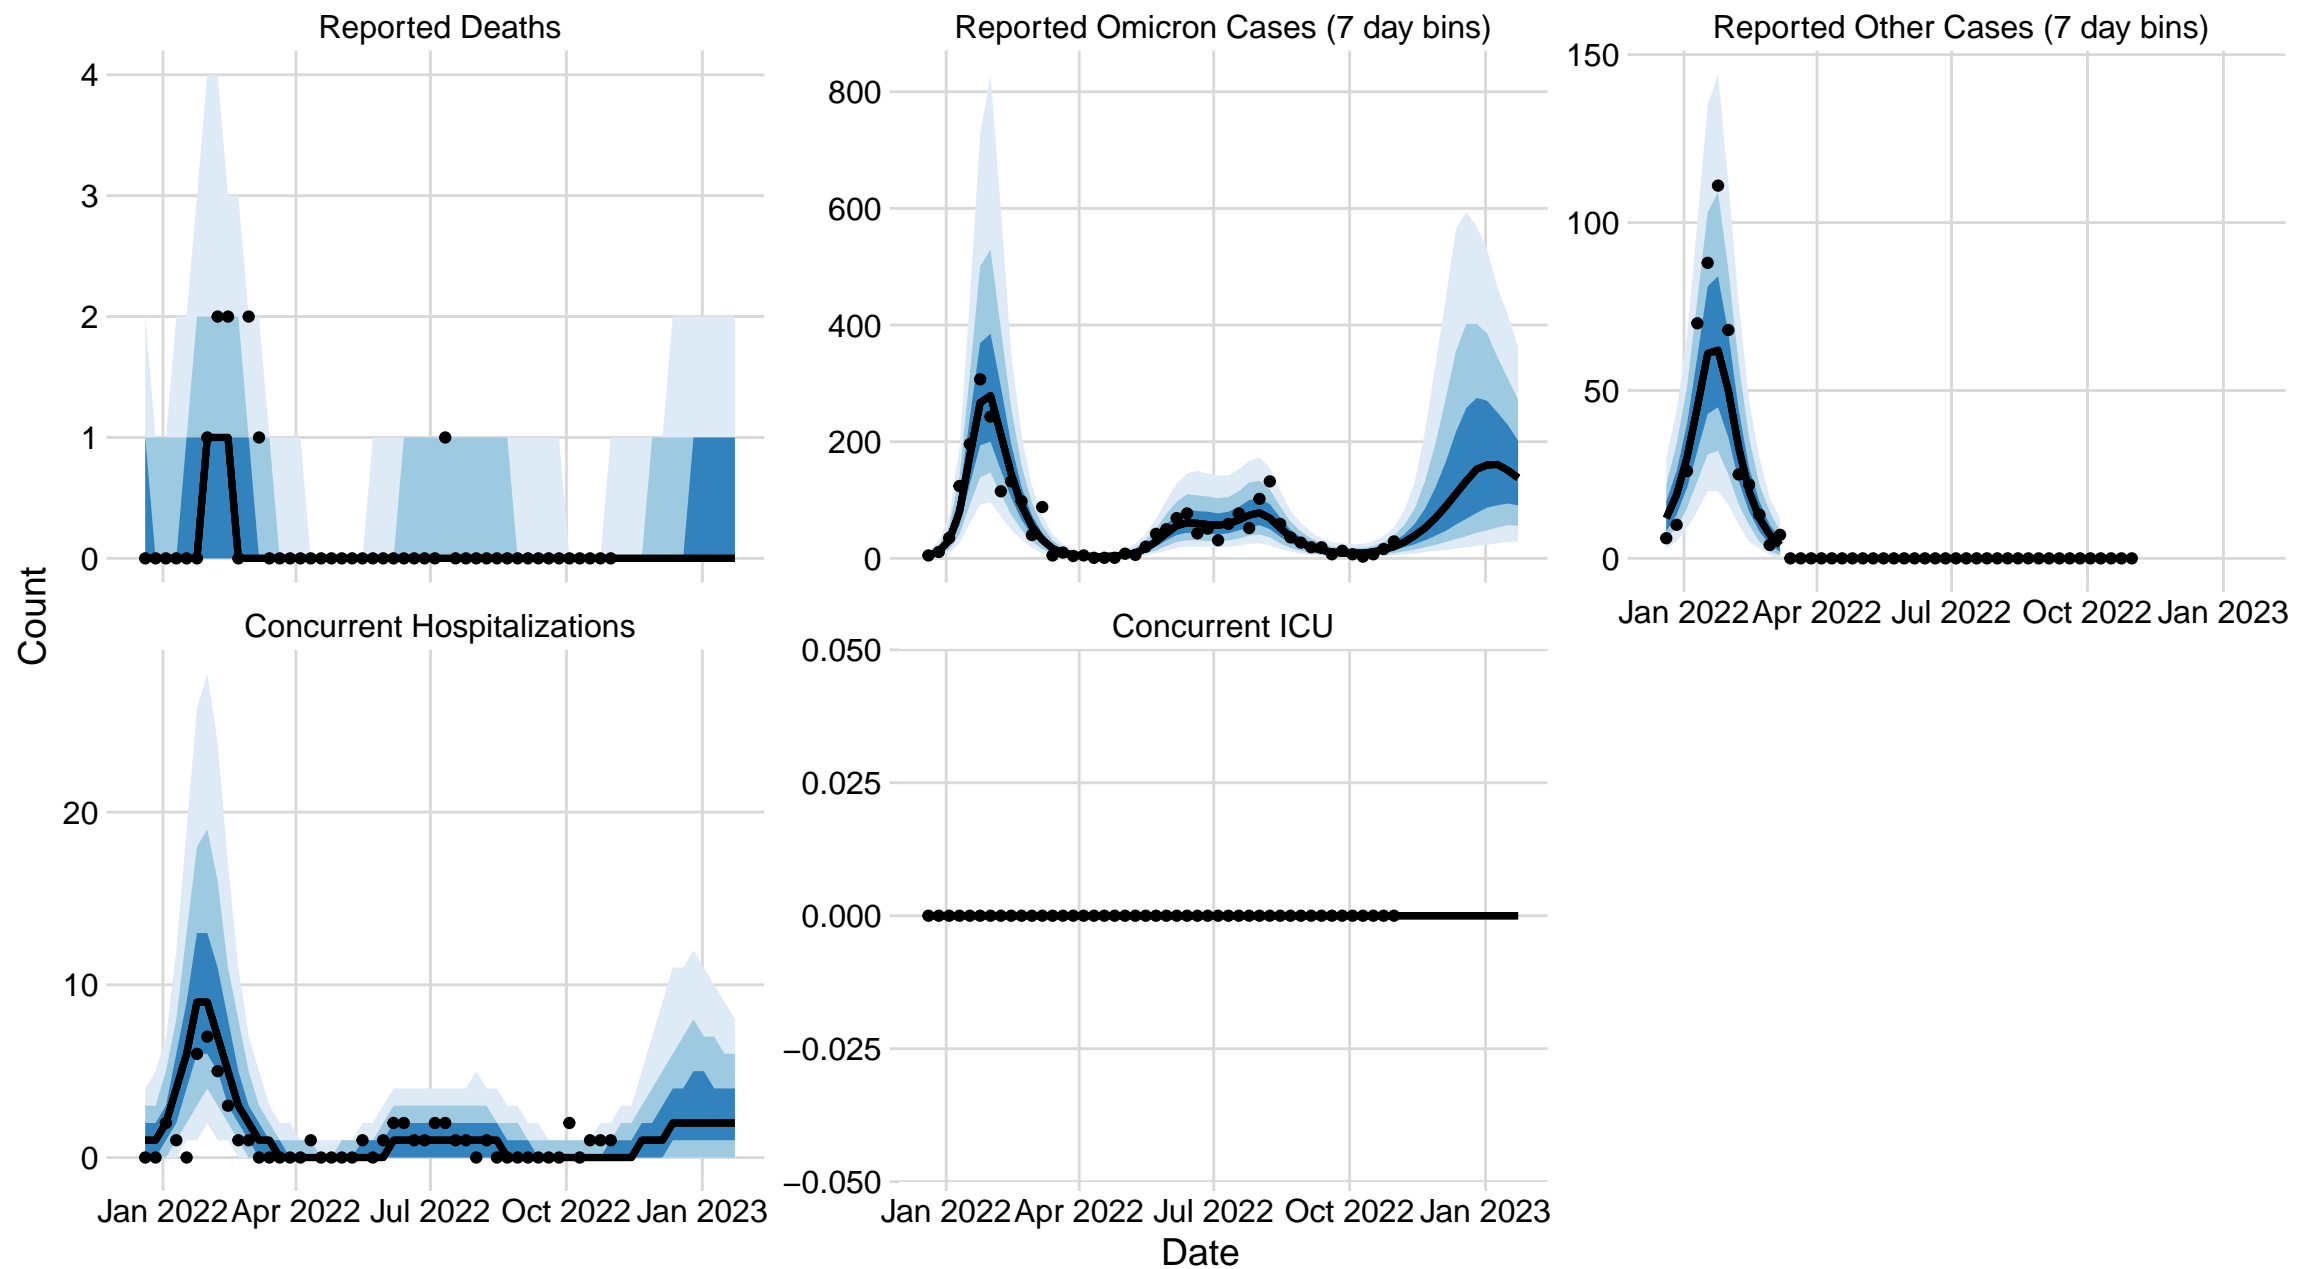 Reported Deaths
Reported Omicron Cases (7 day bins)
Reported Other Cases (7 day bins)
4
3
2
1
0
800
600
400
200
0
150
100
50
0
Jan 2022 Apr 2022 Jul 2022 Oct 2022 Jan 2023
Count
Concurrent Hospitalizations
Concurrent ICU
20
10
0
0.050
0.025
0.000
−0.025
−0.050
Jan 2022 Apr 2022 Jul 2022 Oct 2022 Jan 2023
Jan 2022 Apr 2022 Jul 2022 Oct 2022 Jan 2023
Date